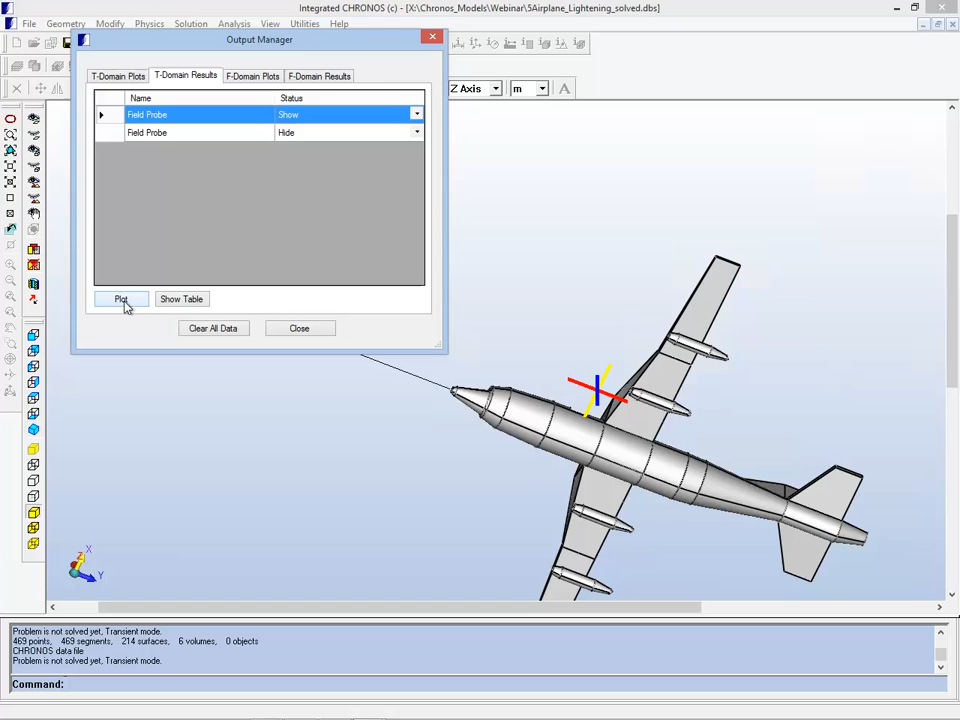 Integrated CHRONOS (c) - [X:\Chronos_Models\Webinar\5Airplane_Lightening_solved.dbs]
File Geometry Modify Physics Solution Analysis View Utilities Help
Output Manager
T-Domain Plots T-Domain Results F-Domain Plots F-Domain Results
Z Axis m
Name Status
Field Probe Show
Field Probe Hide
Plot Show Table
Clear All Data Close
X
Z
Y
Problem is not solved yet, Transient mode.
469 points, 469 segments, 214 surfaces, 6 volumes, 0 objects
CHRONOS data file
Problem is not solved yet, Transient mode.
Command: